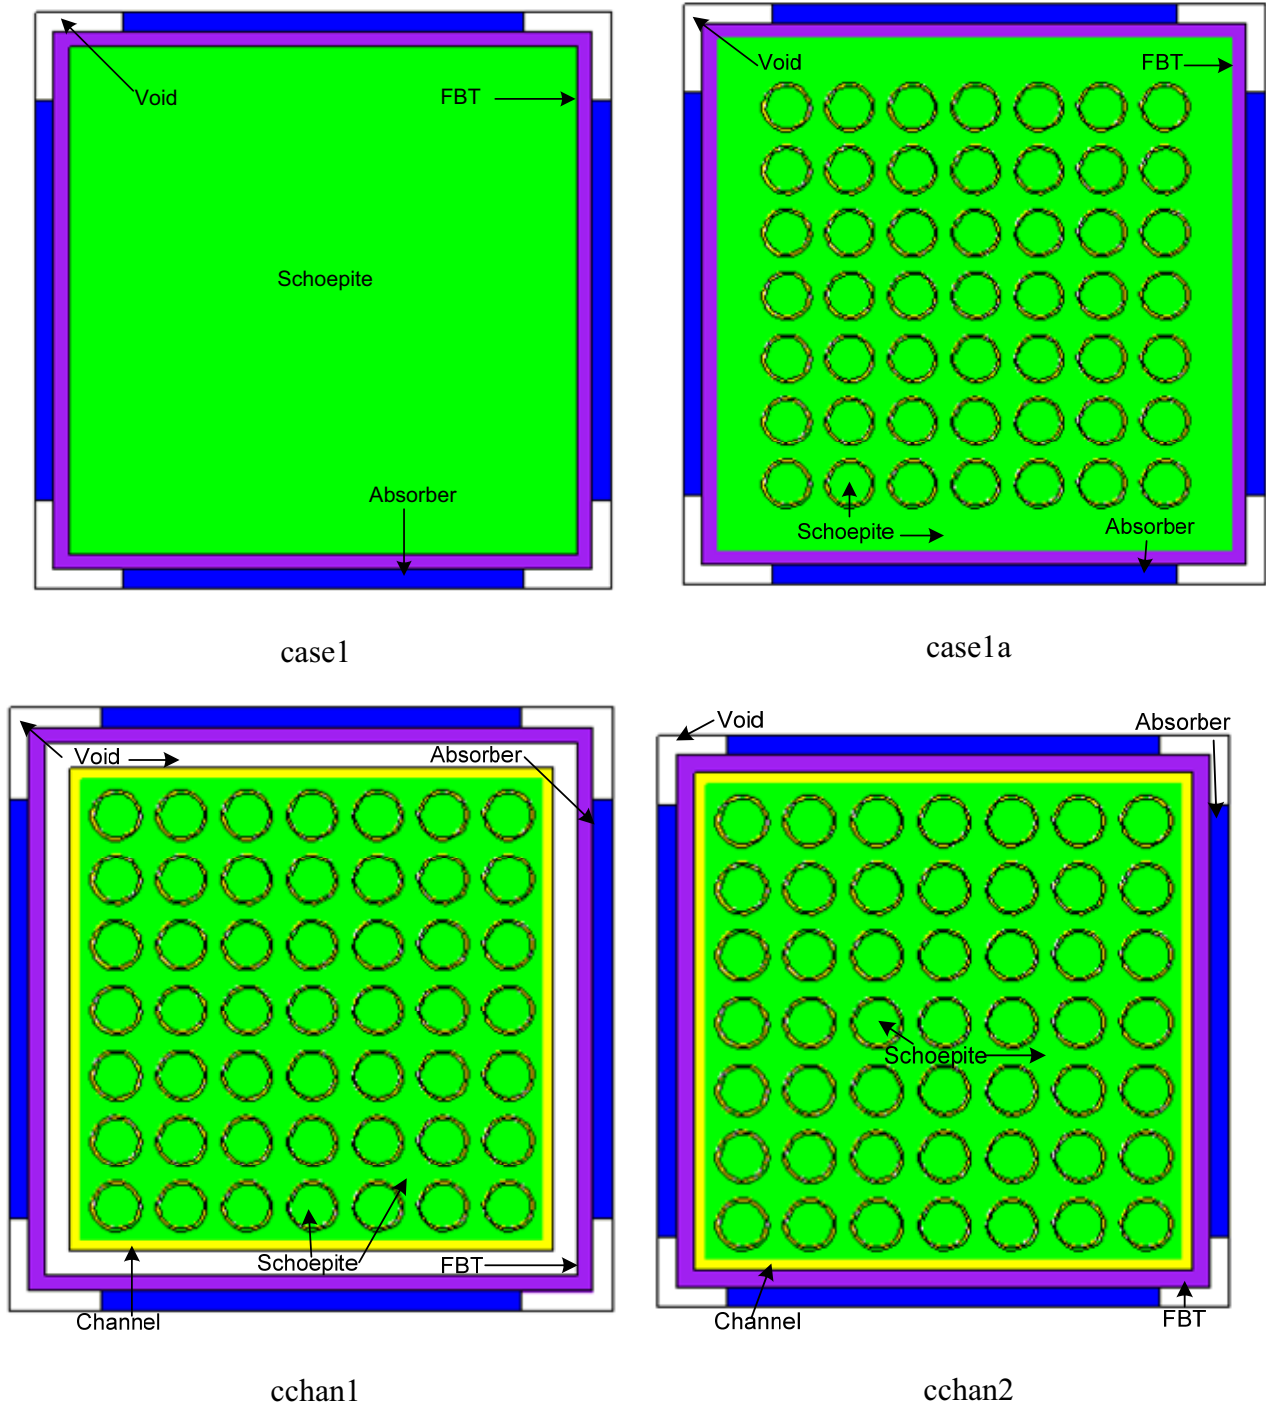 Void
FBT
Schoepite
Absorber
case1
Void
FBT
Schoepite
Absorber
case1a
Void
Absorber
Schoepite
FBT
Channel
cchan1
Void
Absorber
Schoepite
Channel
FBT
cchan2